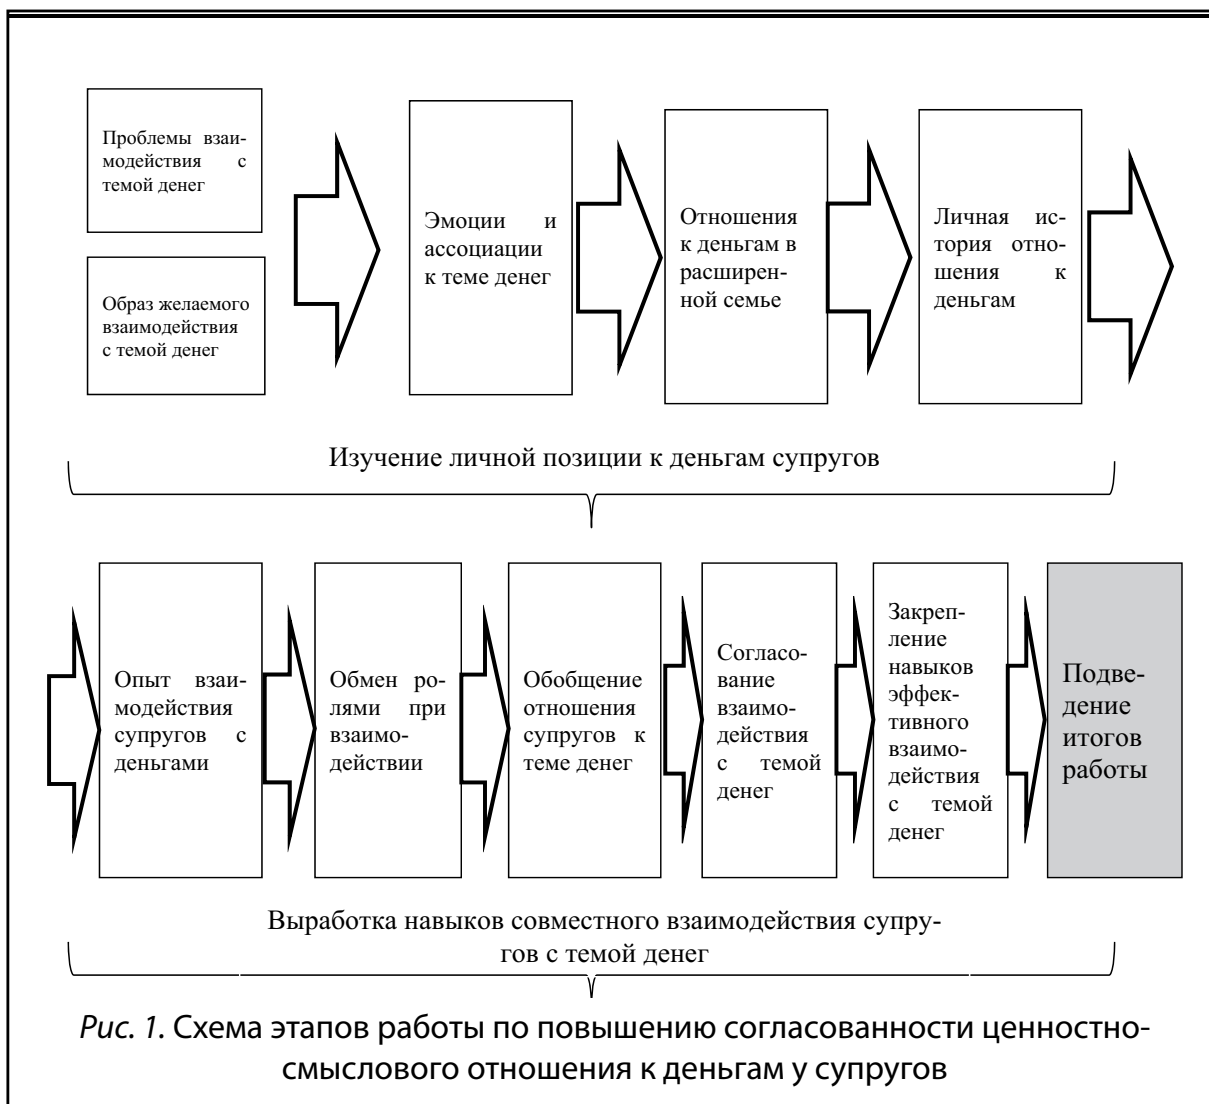 Проблемы взаи-
модействия с
темой денег
Образ желаемого
взаимодействия
с темой денег
Эмоции и
ассоциации
к теме денег
Отношения
к деньгам в
расширен-
ной семье
Личная ис-
тория отно-
шения к
деньгам
Изучение личной позиции к деньгам супругов
Опыт взаи-
модействия
супругов с
деньгами
Обмен ро-
лями при
взаимо-
действии
Обобщение
отношения
супругов к
теме денег
Согласо-
вание
взаимо-
действия
с темой
денег
Закреп-
ление
навыков
эффек-
тивного
взаимо-
действия
с темой
денег
Подве-
дение
итогов
работы
Выработка навыков совместного взаимодействия супру-
гов с темой денег
Рис. 1. Схема этапов работы по повышению согласованности ценностно-
смыслового отношения к деньгам у супругов